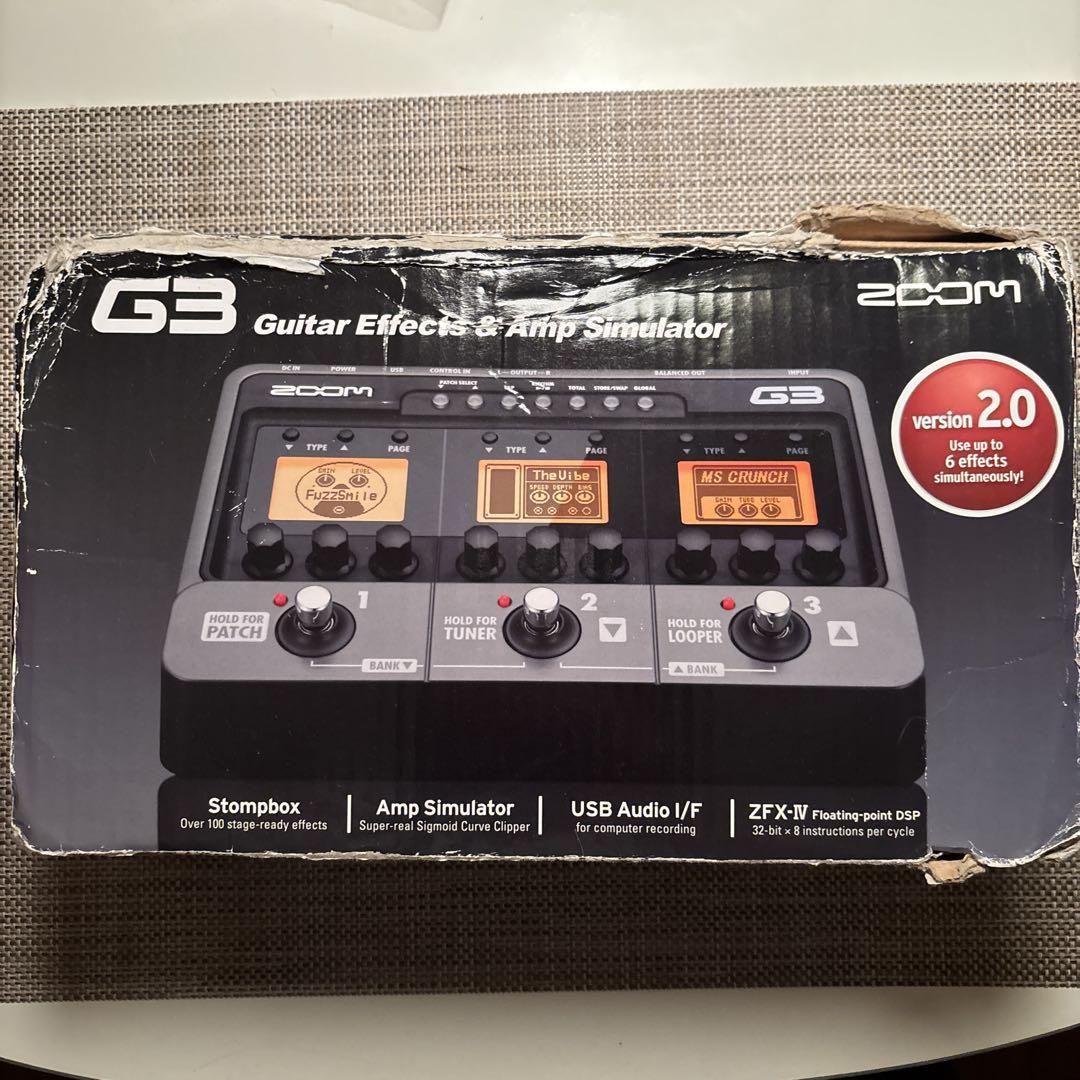 G3 Guitar Effects & Amp Simulator
ZOOM
version 2.0
Use up to
6 effects
simultaneously!
DC IN POWER USB CONTROL IN L—OUTPUT—R BALANCED OUT INPUT
ZOOM
PATCH SELECT TOTAL STORE/SWAP GLOBAL
G3
▼ TYPE ▲ PAGE
▼ TYPE ▲ PAGE
▼ TYPE ▲ PAGE
GAIN LEVEL
FuzzSmile
TheVibe
SPEED DEPTH BIAS
MS CRUNCH
GAIN TUBE LEVEL
1
HOLD FOR
PATCH
2
HOLD FOR
TUNER
▼
3
HOLD FOR
LOOPER
▲
BANK ▼
▲ BANK
Stompbox
Over 100 stage-ready effects
Amp Simulator
Super-real Sigmoid Curve Clipper
USB Audio I/F
for computer recording
ZFX-IV Floating-point DSP
32-bit × 8 instructions per cycle